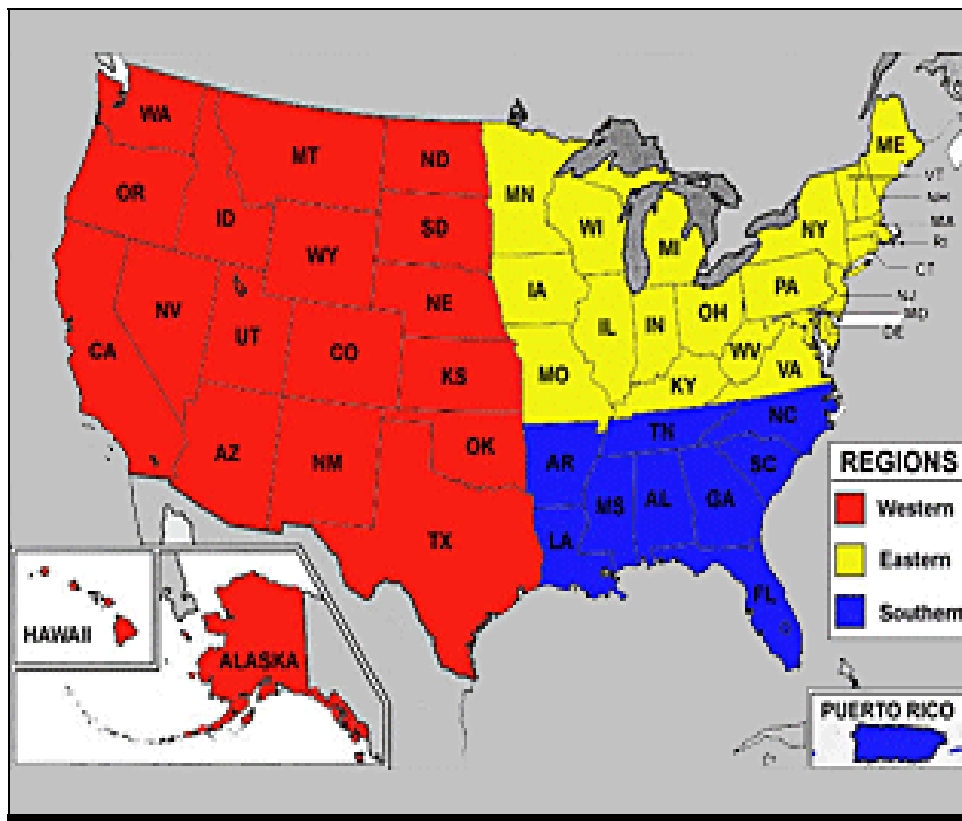 WA
MT
ND
ME
VT
OR
MN
NH
ID
SD
WI
NY
MA
WY
MI
RI
CT
IA
PA
NE
NV
OH
NJ
IL
IN
MD
UT
DE
CA
CO
WV
KS
MO
VA
KY
NC
TN
OK
AZ
NM
AR
SC
REGIONS
MS
AL
GA
Western
TX
LA
Eastern
FL
Southern
HAWAII
ALASKA
PUERTO RICO